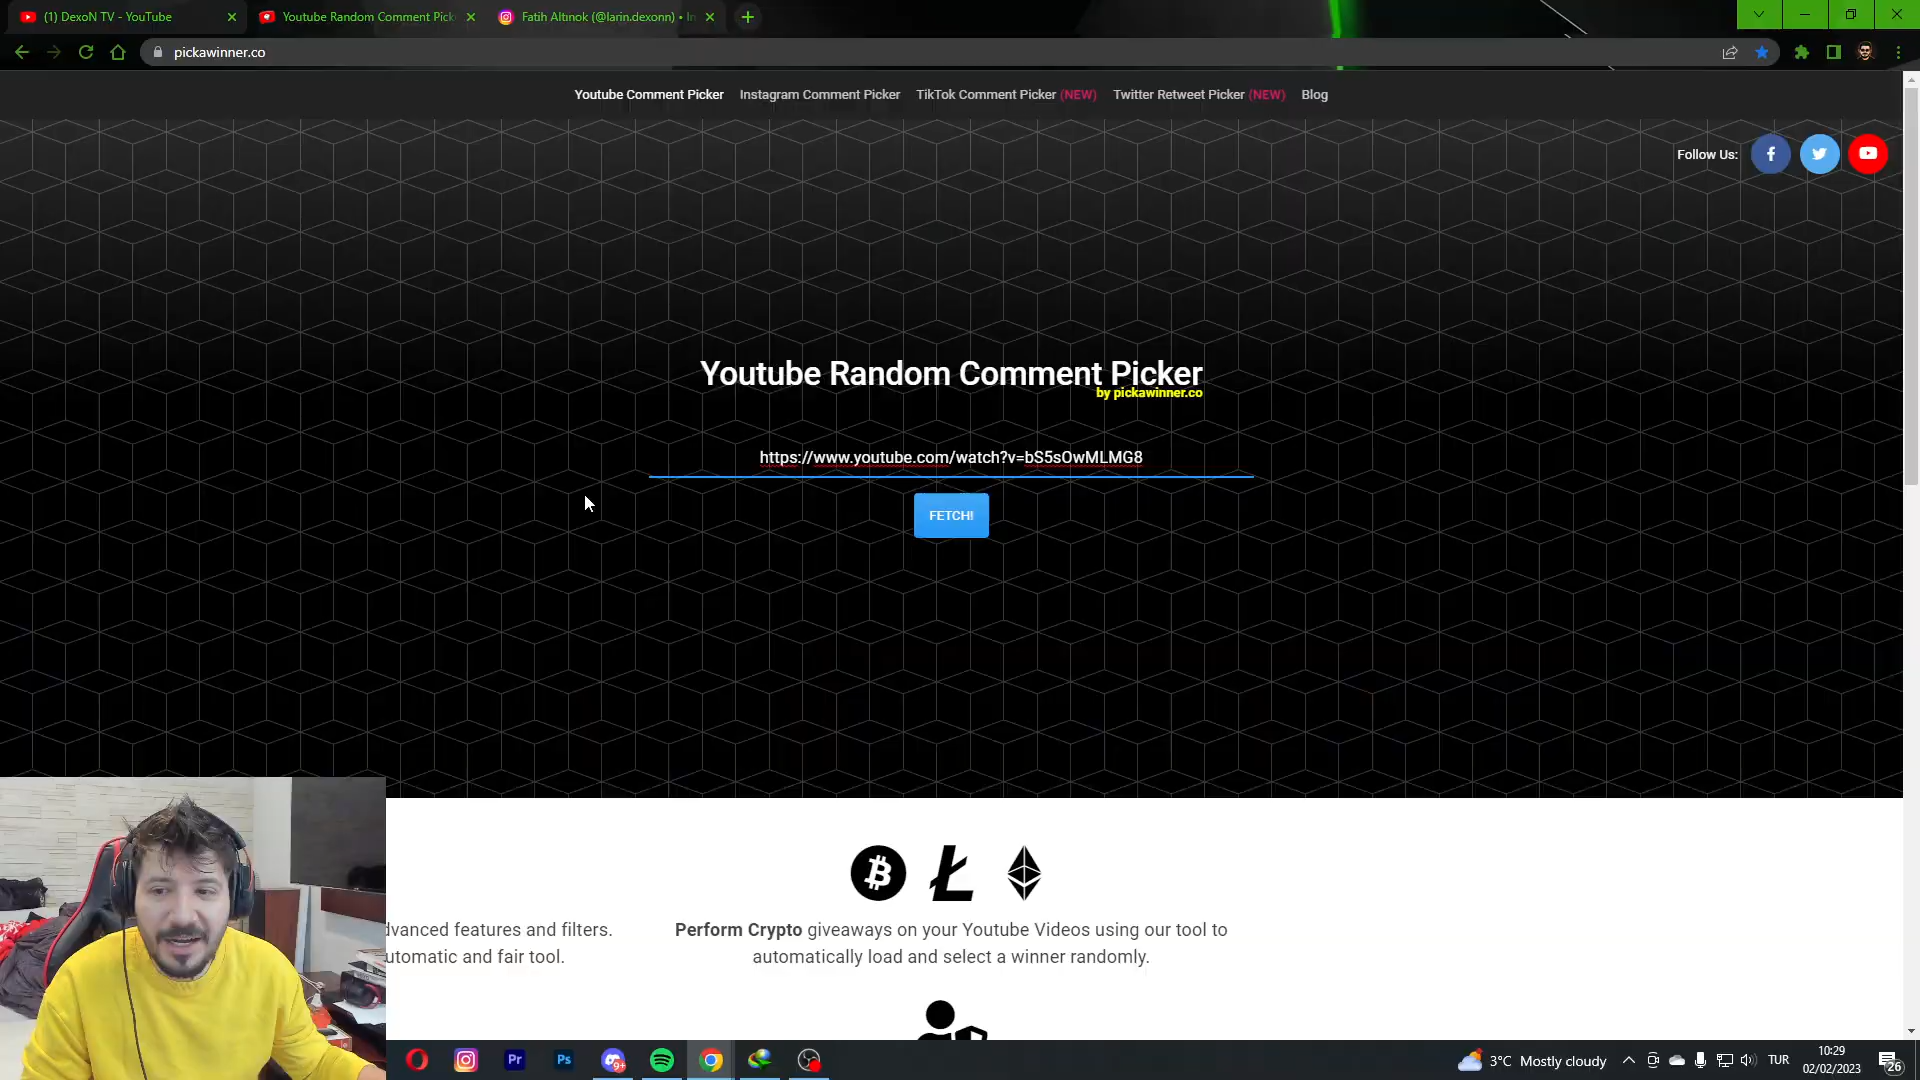 (1) DexoN TV - YouTube
Youtube Random Comment Pick
Fatih Altınok (@larin.dexonn) • In
pickawinner.co
Youtube Comment Picker
Instagram Comment Picker
TikTok Comment Picker (NEW)
Twitter Retweet Picker (NEW)
Blog
Follow Us:
Youtube Random Comment Picker
by pickawinner.co
https://www.youtube.com/watch?v=bS5sOwMLMG8
FETCH!
dvanced features and filters.
utomatic and fair tool.
Perform Crypto giveaways on your Youtube Videos using our tool to
automatically load and select a winner randomly.
Pr
Ps
9+
3°C Mostly cloudy
TUR
10:29
02/02/2023
26